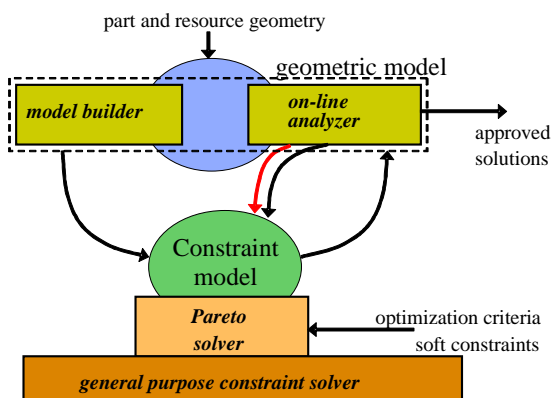 part and resource geometry
geometric model
model builder
on-line
analyzer
approved
solutions
Constraint
model
Pareto
solver
optimization criteria
soft constraints
general purpose constraint solver